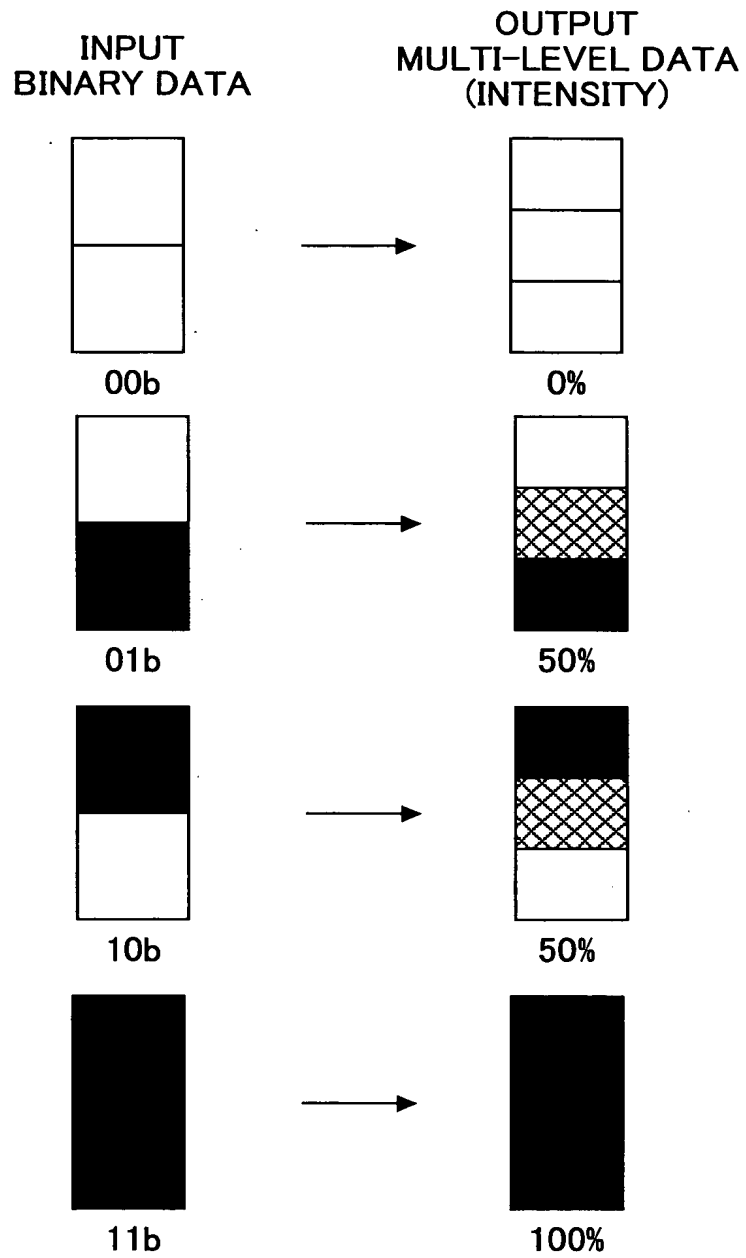 INPUT
BINARY DATA
OUTPUT
MULTI-LEVEL DATA
(INTENSITY)
00b
0%
01b
50%
10b
50%
11b
100%